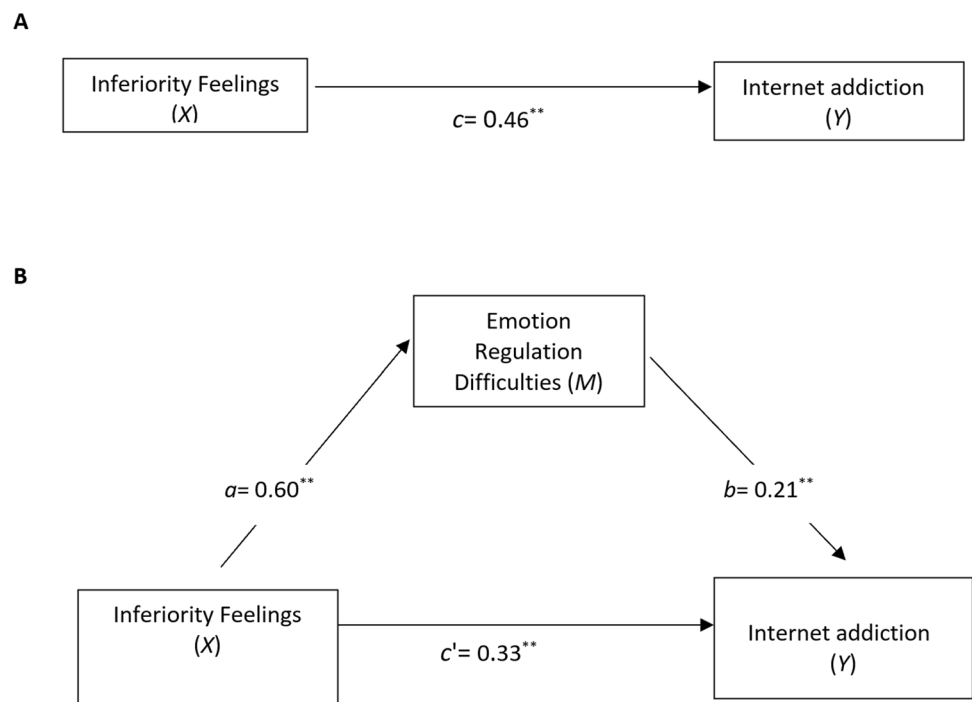 A
Inferiority Feelings
(X)
c= 0.46**
Internet addiction
(Y)
B
Emotion
Regulation
Difficulties (M)
a= 0.60**
b= 0.21**
Inferiority Feelings
(X)
c'= 0.33**
Internet addiction
(Y)